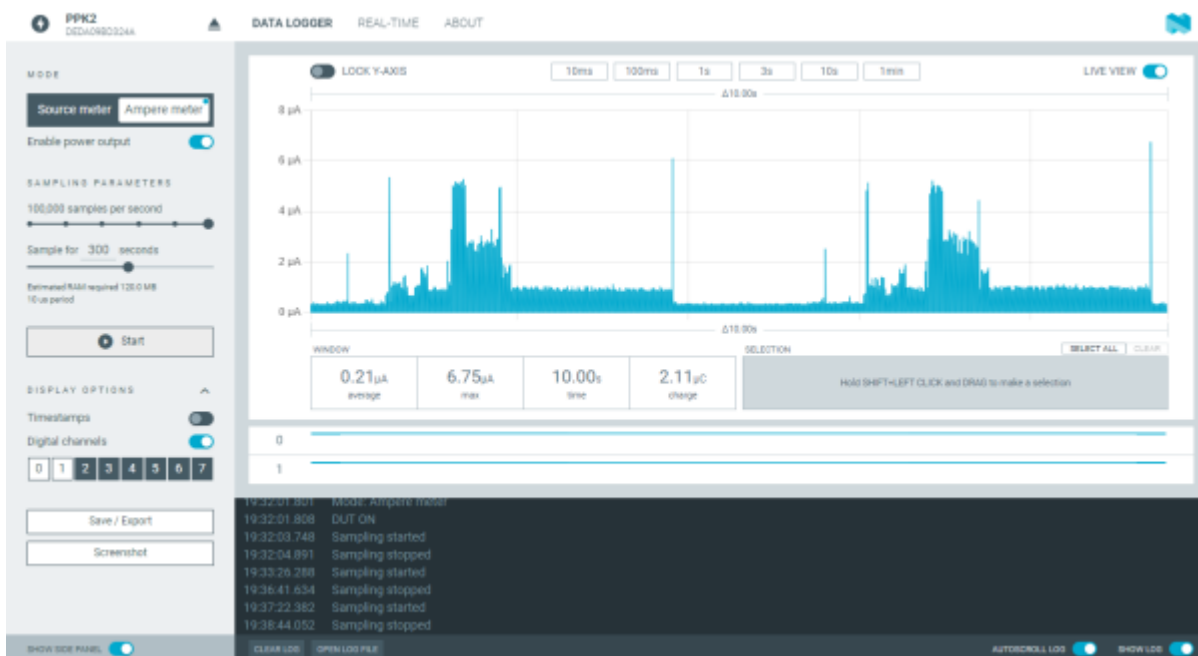 PPK2
DATA LOGGER REAL-TIME ABOUT
MODE
Source meter Ampere meter
Enable power output
SAMPLING PARAMETERS
100,000 samples per second
Sample for 300 seconds
Estimated RAM required 120.0 MB
10 us period
Start
DISPLAY OPTIONS
Timestamps
Digital channels
0 1 2 3 4 5 6 7
Save / Export
Screenshot
SHOW SIDE PANEL
LOCK Y-AXIS 10ms 100ms 1s 3s 10s 1min LIVE VIEW
Δ10.00s
8 µA
6 µA
4 µA
2 µA
0 µA
Δ10.00s
WINDOW SELECTION SELECT ALL CLEAR
0.21µA 6.75µA 10.00s 2.11µC
average max time charge
Hold SHIFT+LEFT CLICK and DRAG to make a selection
0
1
19:32:01.801 Mode: Ampere meter
19:32:01.808 DUT ON
19:32:03.748 Sampling started
19:32:04.891 Sampling stopped
19:33:26.288 Sampling started
19:36:41.634 Sampling stopped
19:37:22.382 Sampling started
19:38:44.052 Sampling stopped
CLEAR LOG OPEN LOG FILE AUTOSCROLL LOG SHOW LOG